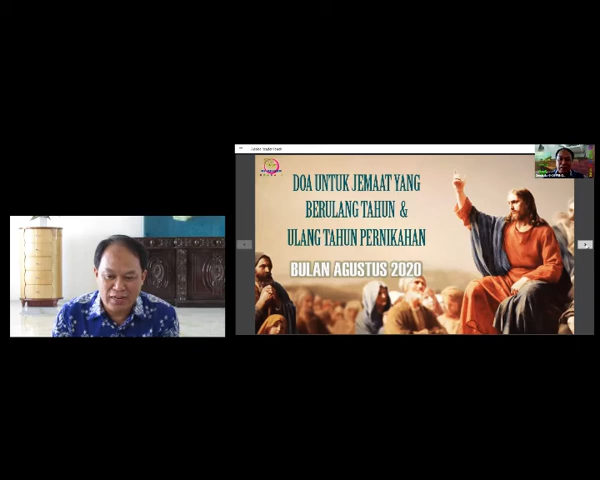 DOA UNTUK JEMAAT YANG
BERULANG TAHUN &
ULANG TAHUN PERNIKAHAN
BULAN AGUSTUS 2020